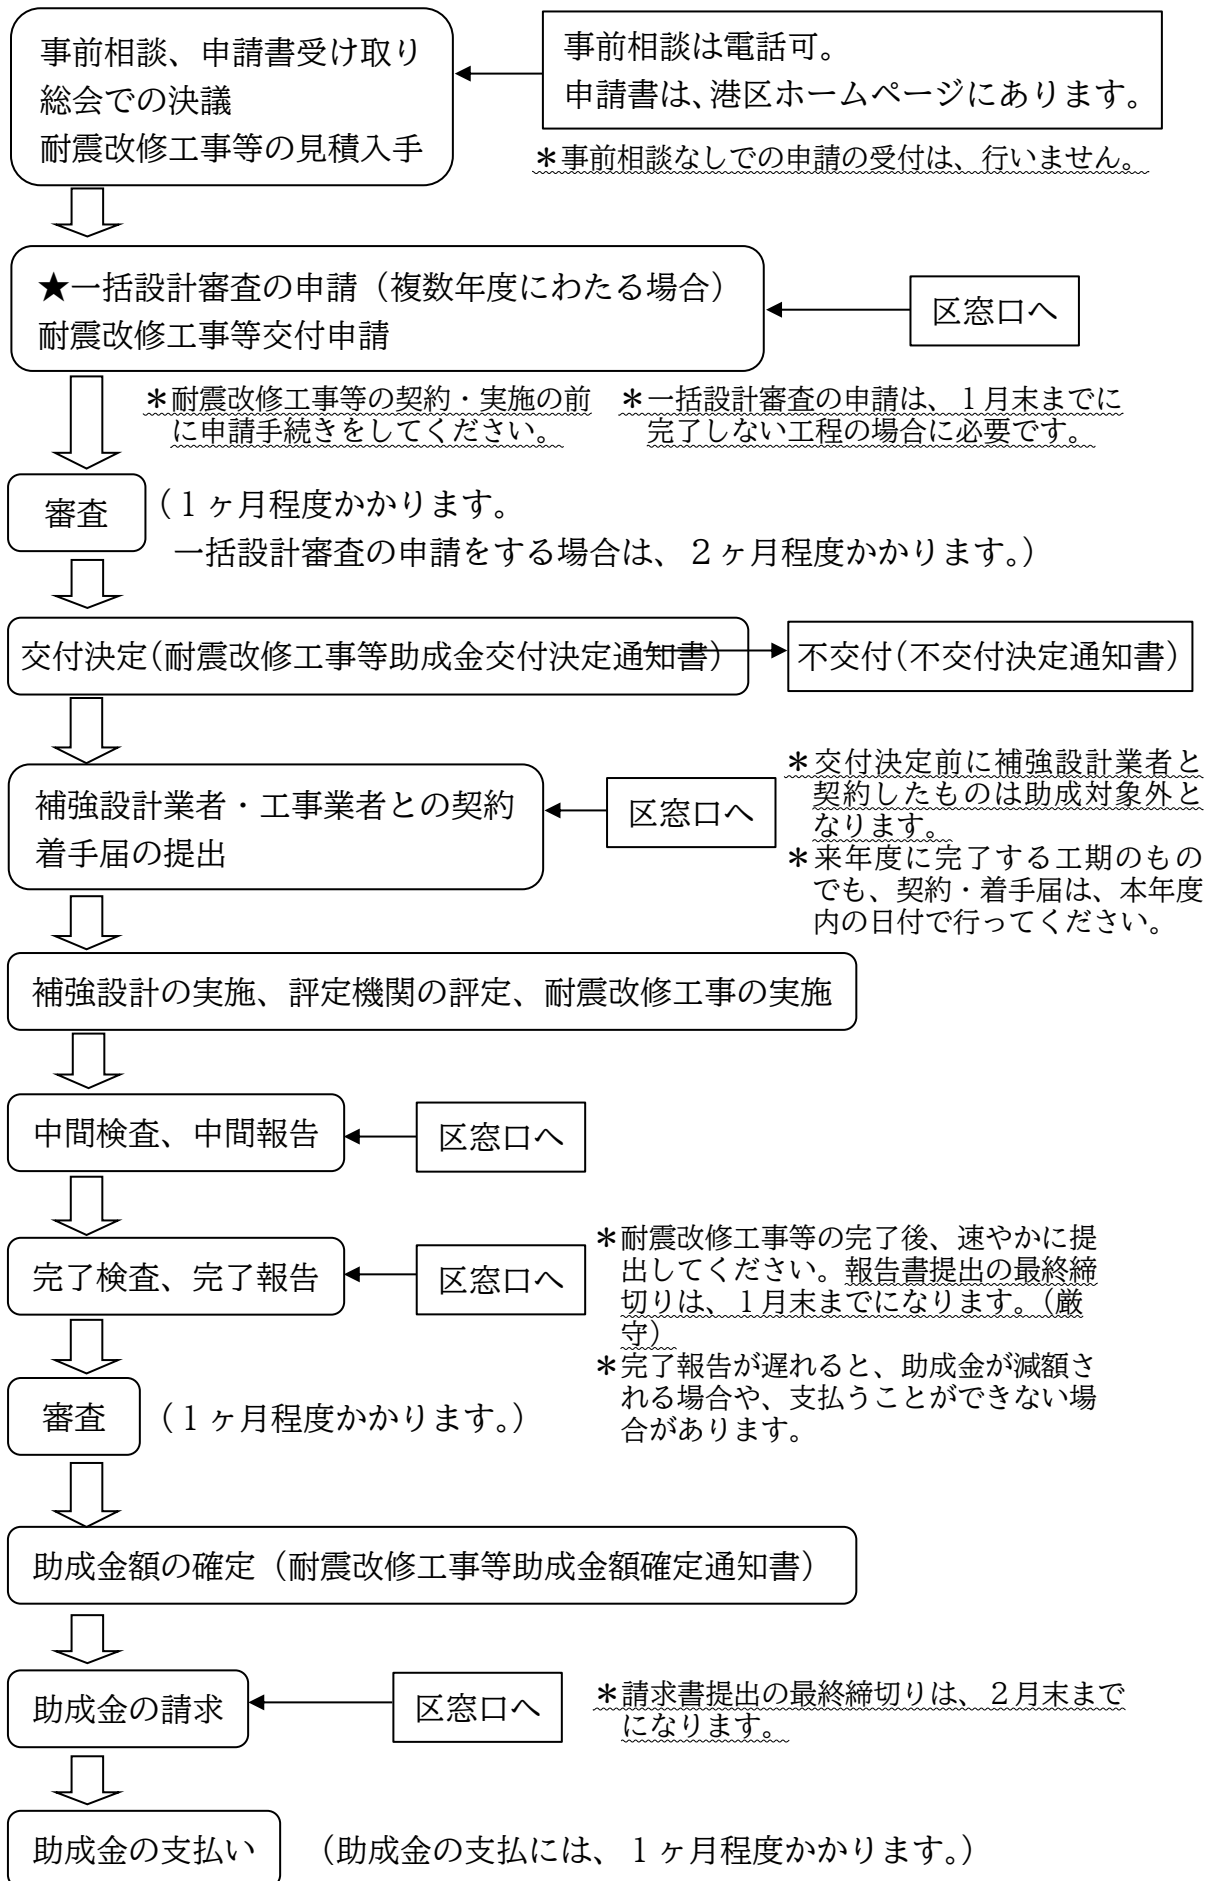 事前相談、申請書受け取り
総会での決議
耐震改修工事等の見積入手
事前相談は電話可。
申請書は、港区ホームページにあります。
＊事前相談なしでの申請の受付は、行いません。
★一括設計審査の申請（複数年度にわたる場合）
耐震改修工事等交付申請
区窓口へ
＊耐震改修工事等の契約・実施の前
に申請手続きをしてください。
＊一括設計審査の申請は、１月末までに
完了しない工程の場合に必要です。
審査
（１ヶ月程度かかります。
一括設計審査の申請をする場合は、２ヶ月程度かかります。）
交付決定（耐震改修工事等助成金交付決定通知書）
不交付（不交付決定通知書）
補強設計業者・工事業者との契約
着手届の提出
区窓口へ
＊交付決定前に補強設計業者と
契約したものは助成対象外と
なります。
＊来年度に完了する工期のもの
でも、契約・着手届は、本年度
内の日付で行ってください。
補強設計の実施、評定機関の評定、耐震改修工事の実施
中間検査、中間報告
区窓口へ
完了検査、完了報告
区窓口へ
＊耐震改修工事等の完了後、速やかに提
出してください。報告書提出の最終締
切りは、１月末までになります。（厳
守）
＊完了報告が遅れると、助成金が減額さ
れる場合や、支払うことができない場
合があります。
審査
（１ヶ月程度かかります。）
助成金額の確定（耐震改修工事等助成金額確定通知書）
助成金の請求
区窓口へ
＊請求書提出の最終締切りは、２月末まで
になります。
助成金の支払い
（助成金の支払には、１ヶ月程度かかります。）